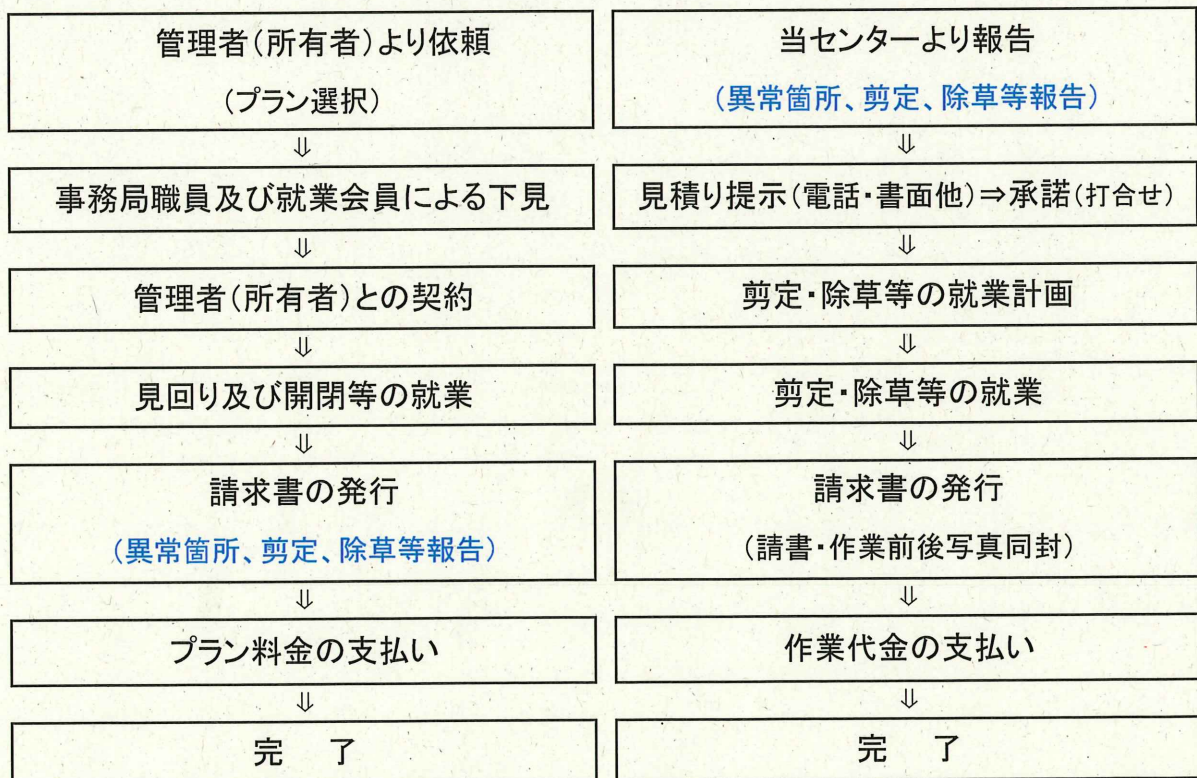 管理者(所有者)より依頼
(プラン選択)
⇓
事務局職員及び就業会員による下見
⇓
管理者(所有者)との契約
⇓
見回り及び開閉等の就業
⇓
請求書の発行
(異常箇所、剪定、除草等報告)
⇓
プラン料金の支払い
⇓
完 了
当センターより報告
(異常箇所、剪定、除草等報告)
⇓
見積り提示(電話・書面他)⇒承諾(打合せ)
⇓
剪定・除草等の就業計画
⇓
剪定・除草等の就業
⇓
請求書の発行
(請書・作業前後写真同封)
⇓
作業代金の支払い
⇓
完 了